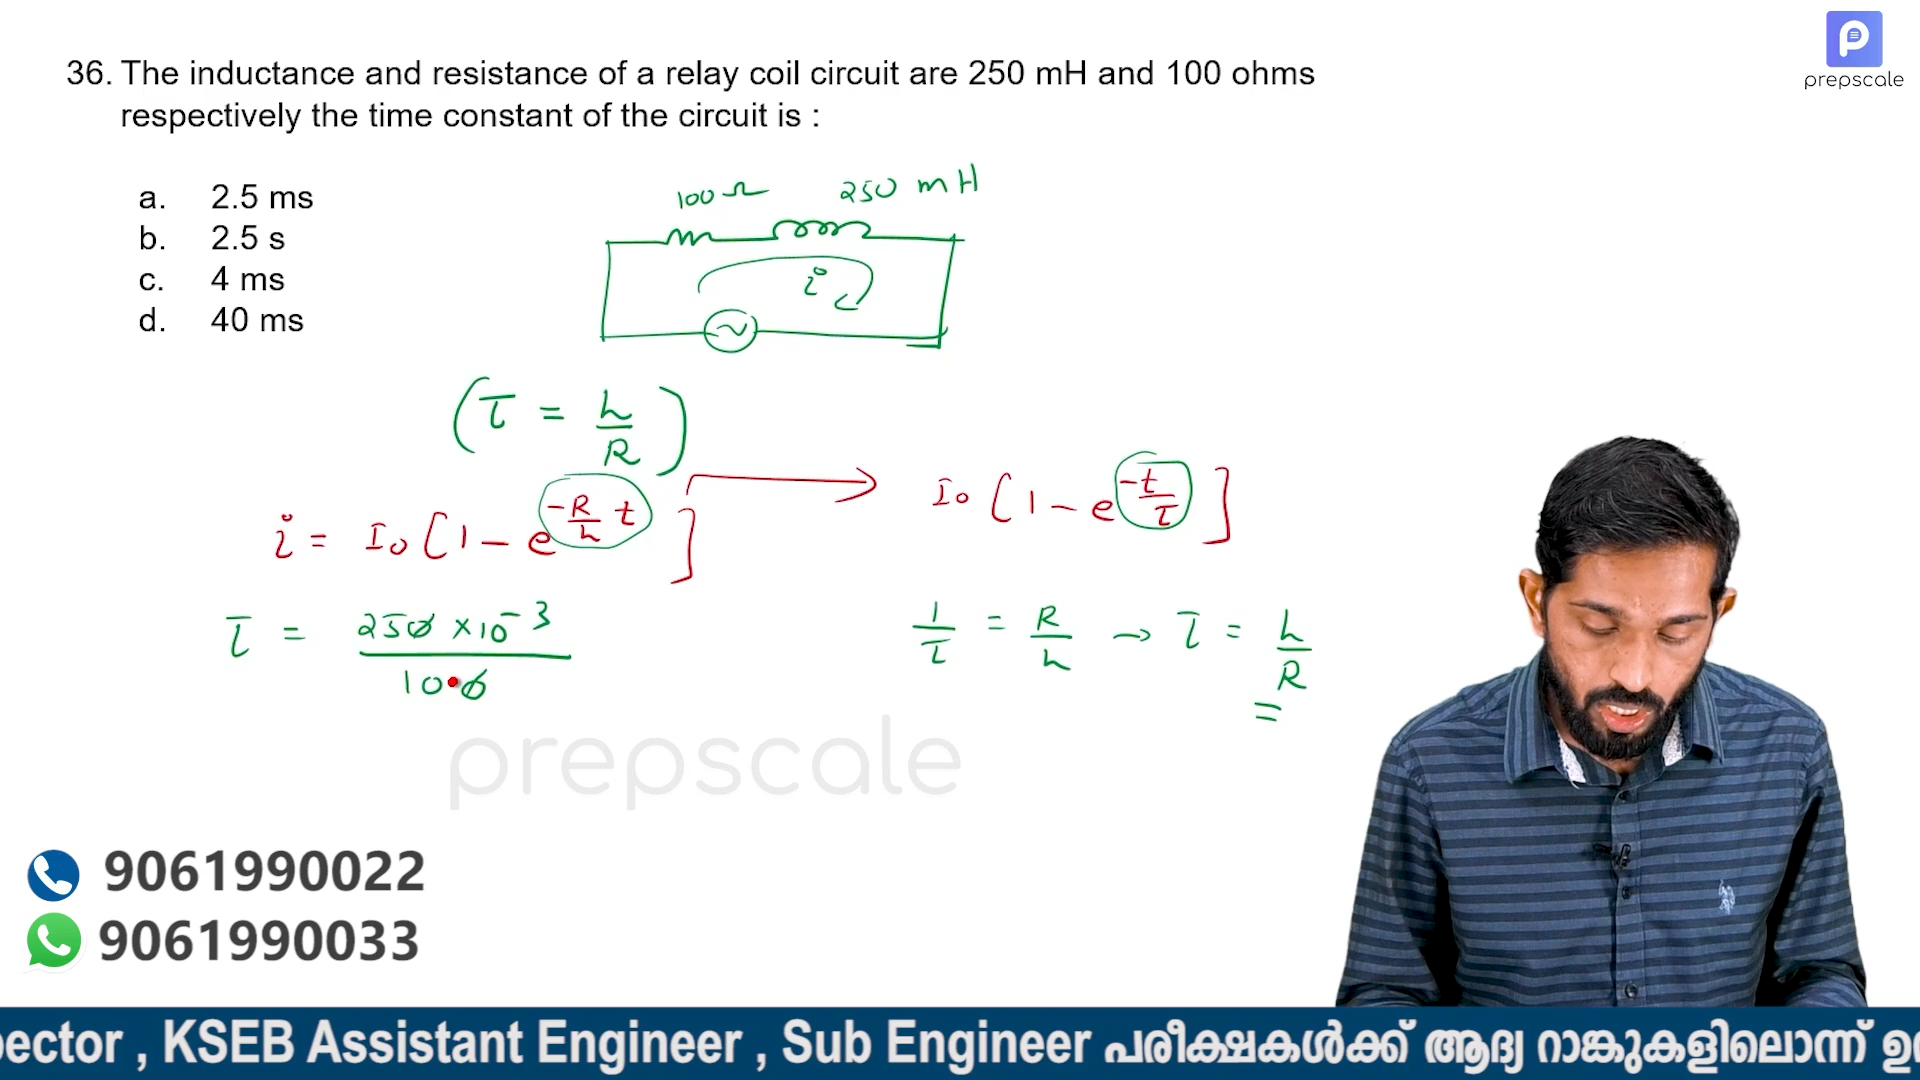 prepscale
36. The inductance and resistance of a relay coil circuit are 250 mH and 100 ohms
respectively the time constant of the circuit is :
a. 2.5 ms
b. 2.5 s
c. 4 ms
d. 40 ms
100 Ω 250 mH
i
(τ = L/R)
i = I₀[1 - e^(-R/L t)] → I₀[1 - e^(-t/τ)]
τ = 250 × 10⁻³ / 100
1/τ = R/L → τ = L/R
=
prepscale
9061990022
9061990033
pector , KSEB Assistant Engineer , Sub Engineer പരീക്ഷകൾക്ക് ആദ്യ റാങ്കുകളിലൊന്ന്